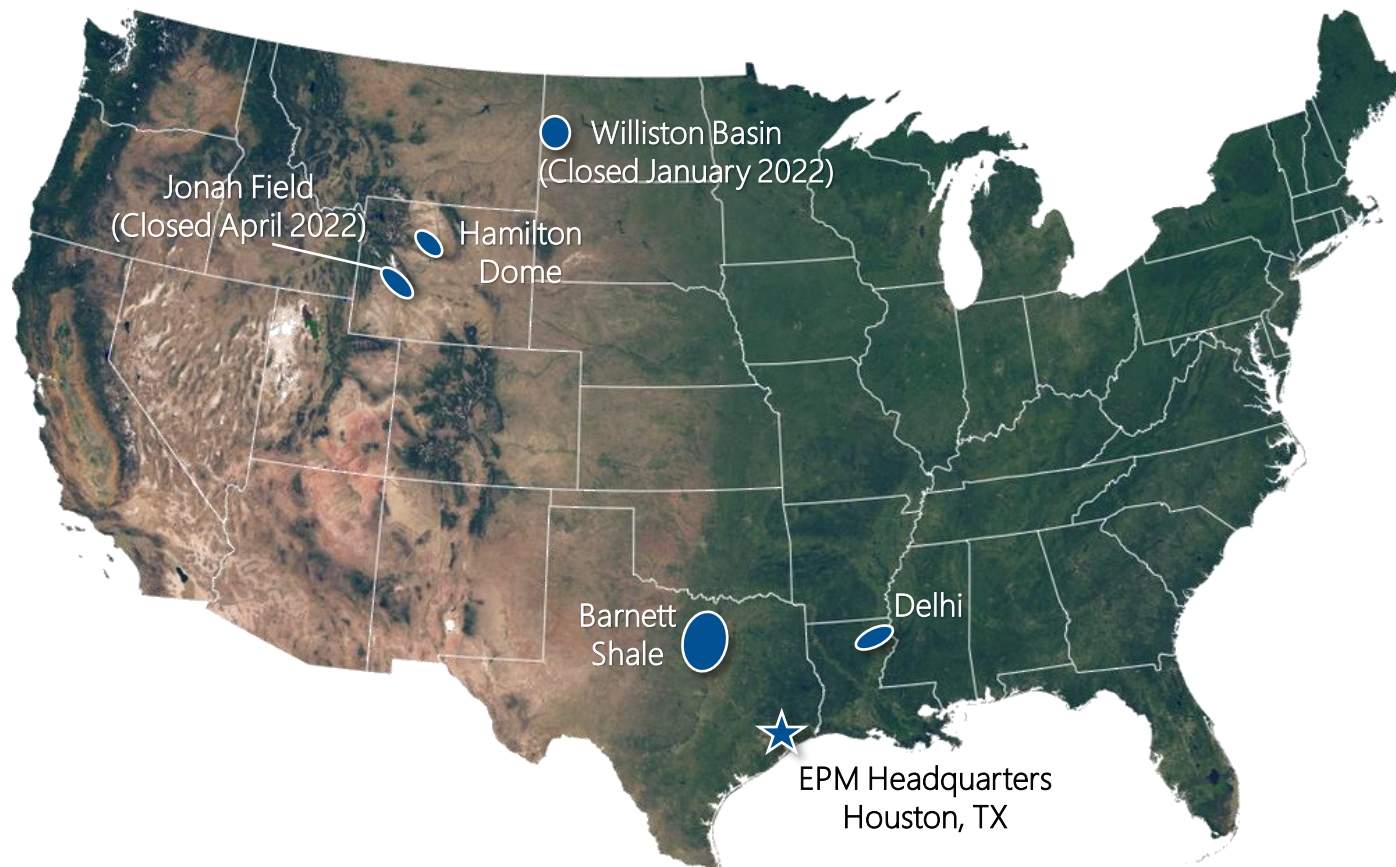 Williston Basin
(Closed January 2022)
Jonah Field
(Closed April 2022)
Hamilton
Dome
Barnett
Shale
Delhi
EPM Headquarters
Houston, TX